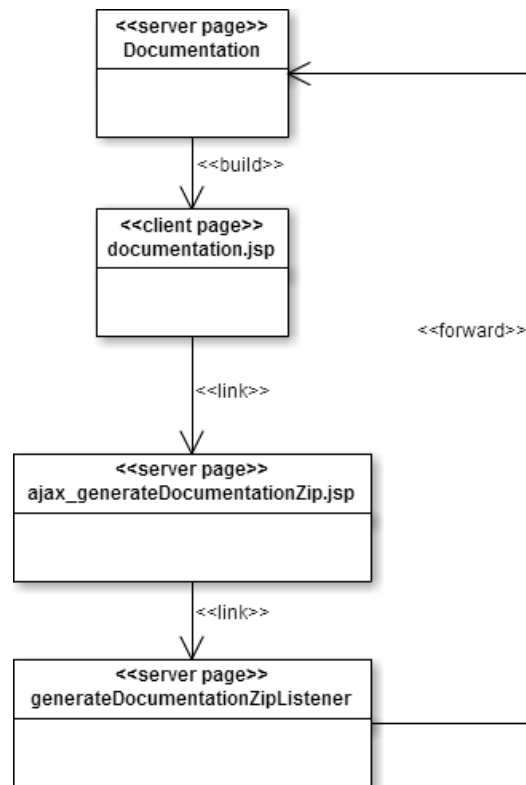 <<server page>>
Documentation
<<build>>
<<client page>>
documentation.jsp
<<forward>>
<<link>>
<<server page>>
ajax_generateDocumentationZip.jsp
<<link>>
<<server page>>
generateDocumentationZipListener